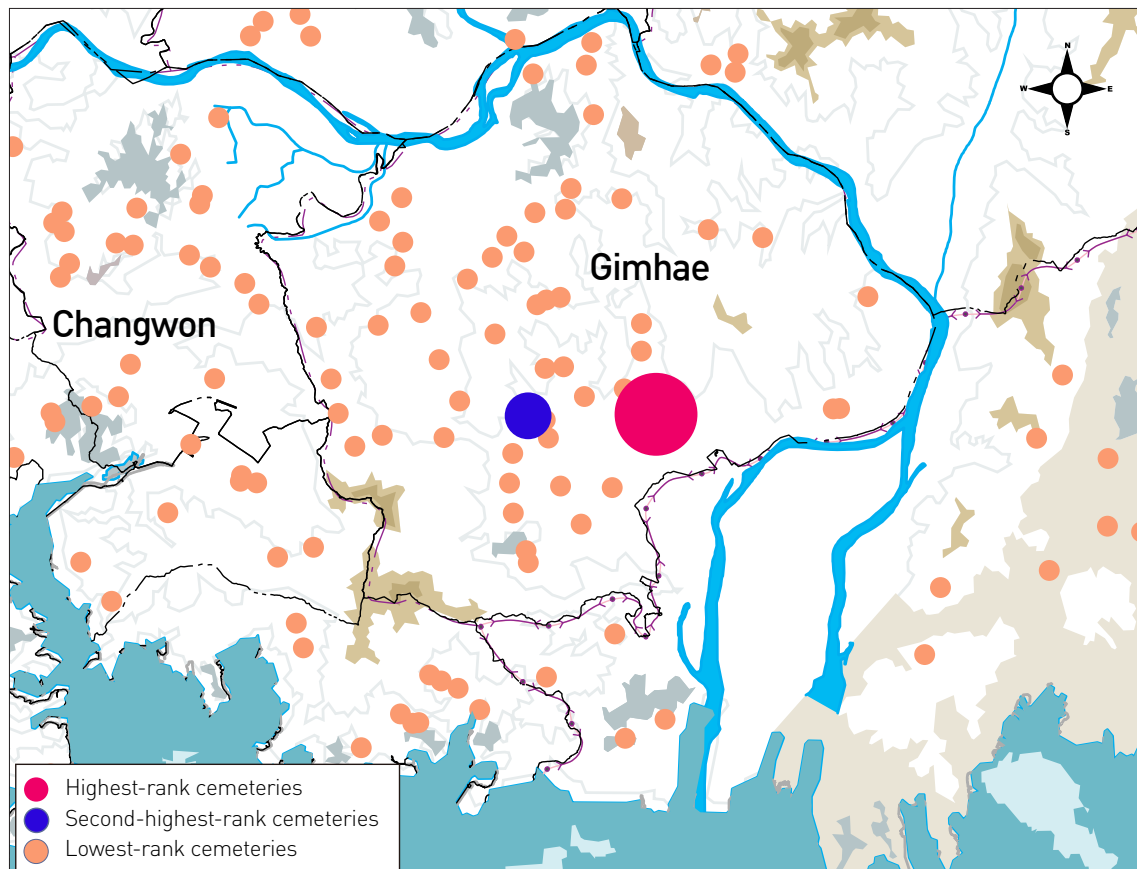 N
W E
S
Gimhae
Changwon
Highest-rank cemeteries
Second-highest-rank cemeteries
Lowest-rank cemeteries